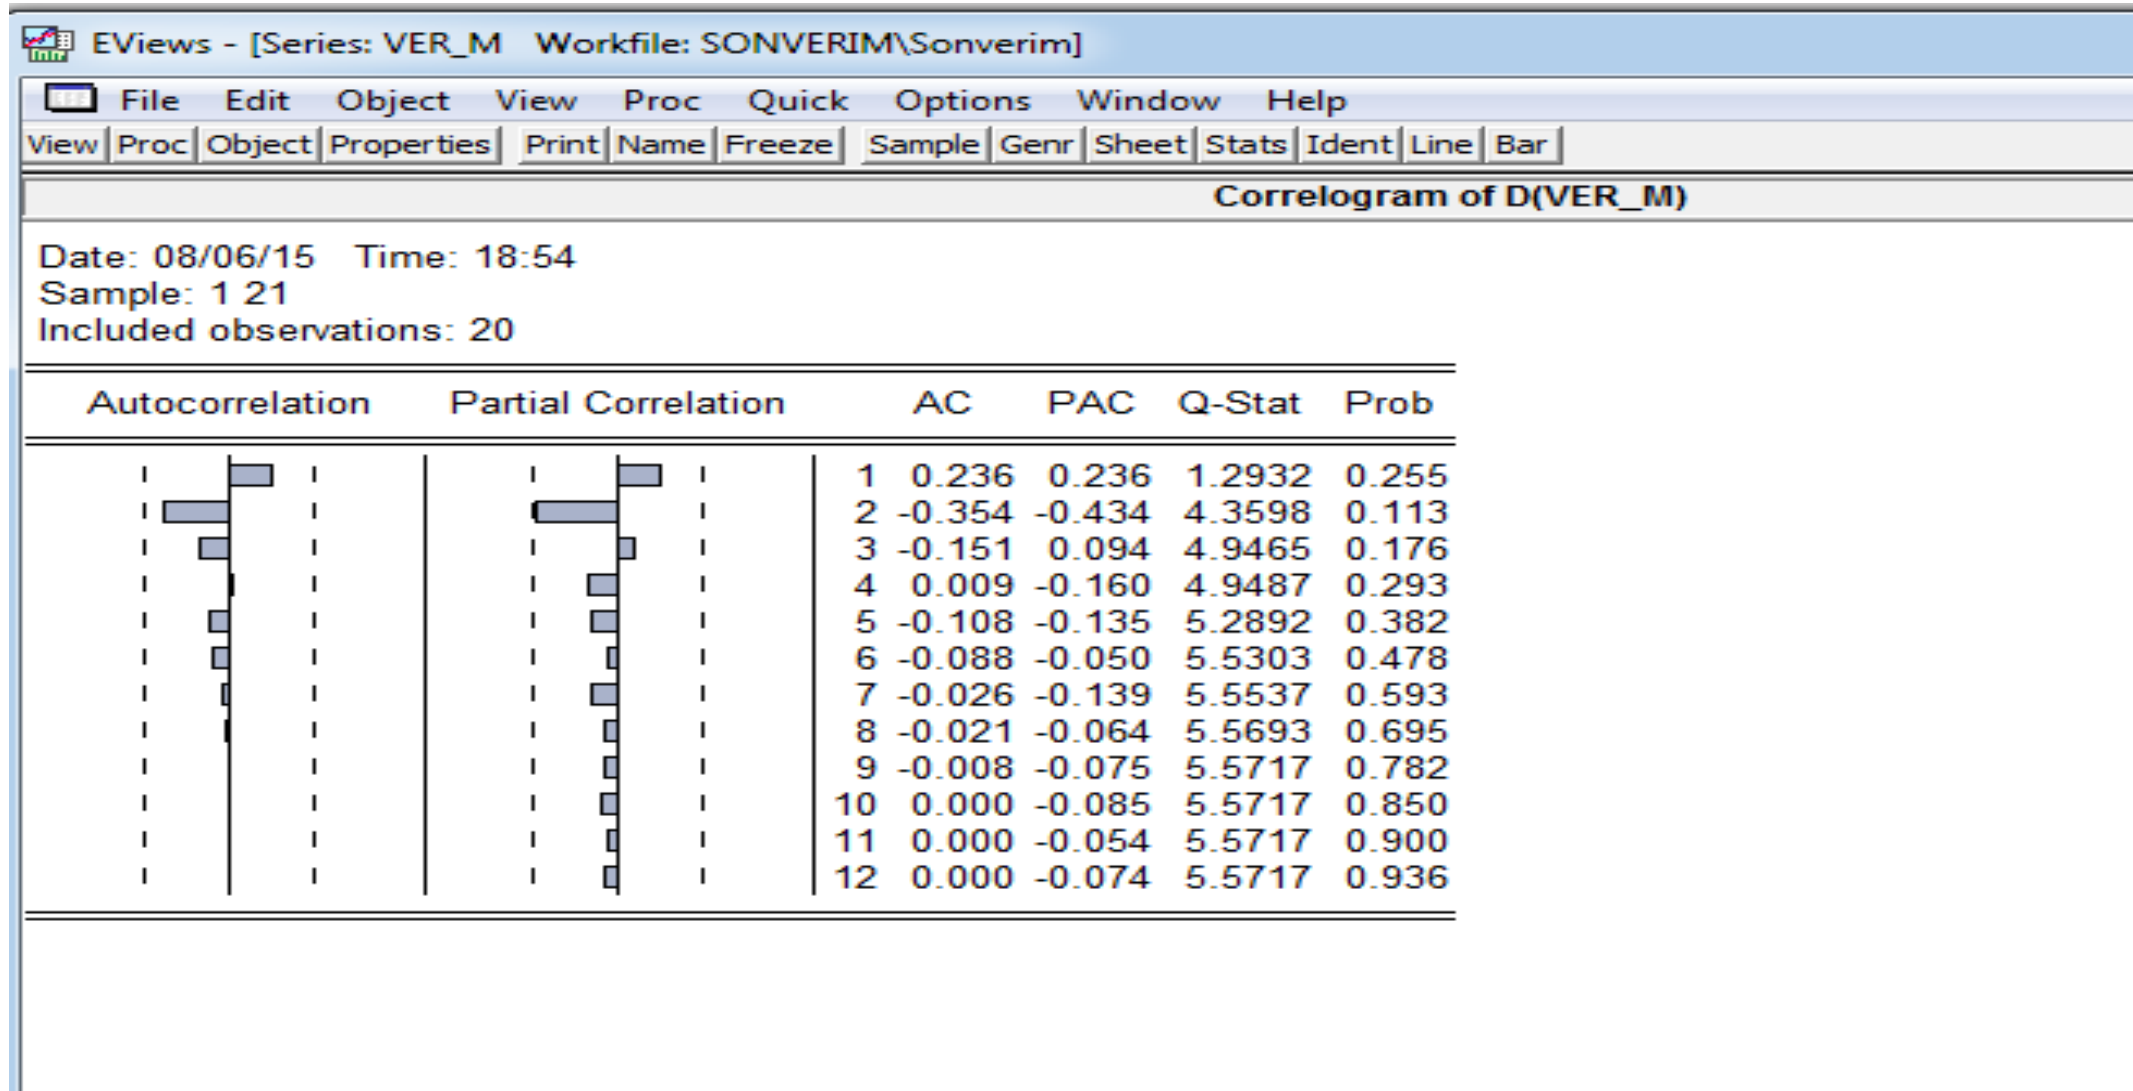 EViews - [Series: VER_M Workfile: SONVERIM\Sonverim]
File Edit Object View Proc Quick Options Window Help
View Proc Object Properties Print Name Freeze Sample Genr Sheet Stats Ident Line Bar
Correlogram of D(VER_M)
Date: 08/06/15 Time: 18:54
Sample: 1 21
Included observations: 20
Autocorrelation Partial Correlation AC PAC Q-Stat Prob
1 0.236 0.236 1.2932 0.255
2 -0.354 -0.434 4.3598 0.113
3 -0.151 0.094 4.9465 0.176
4 0.009 -0.160 4.9487 0.293
5 -0.108 -0.135 5.2892 0.382
6 -0.088 -0.050 5.5303 0.478
7 -0.026 -0.139 5.5537 0.593
8 -0.021 -0.064 5.5693 0.695
9 -0.008 -0.075 5.5717 0.782
10 0.000 -0.085 5.5717 0.850
11 0.000 -0.054 5.5717 0.900
12 0.000 -0.074 5.5717 0.936